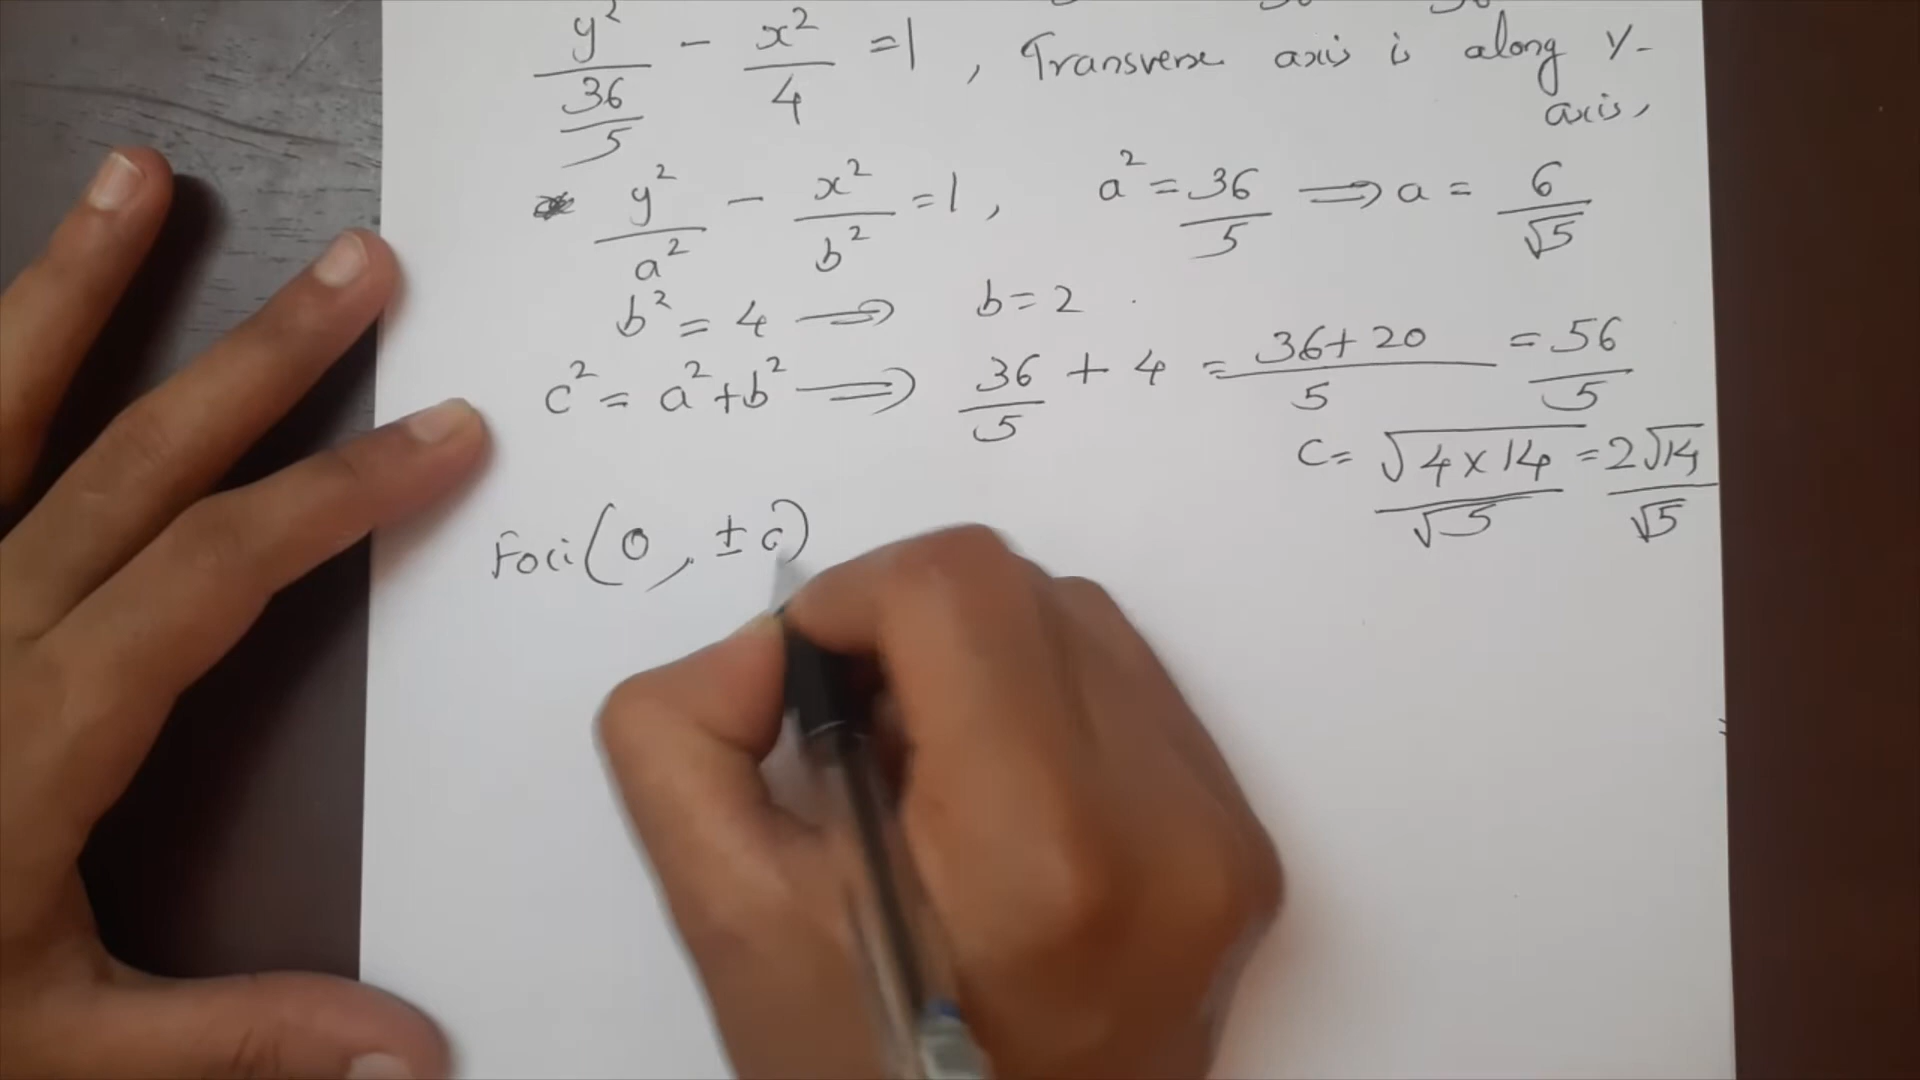 y²/(36/5) - x²/4 = 1 , Transverse axis is along Y-
axis,
y²/a² - x²/b² = 1 , a² = 36/5 ⟹ a = 6/√5
b² = 4 ⟹ b = 2
c² = a² + b² ⟹ 36/5 + 4 = (36 + 20)/5 = 56/5
c = √(4 × 14)/√5 = 2√14/√5
Foci (0, ± c)